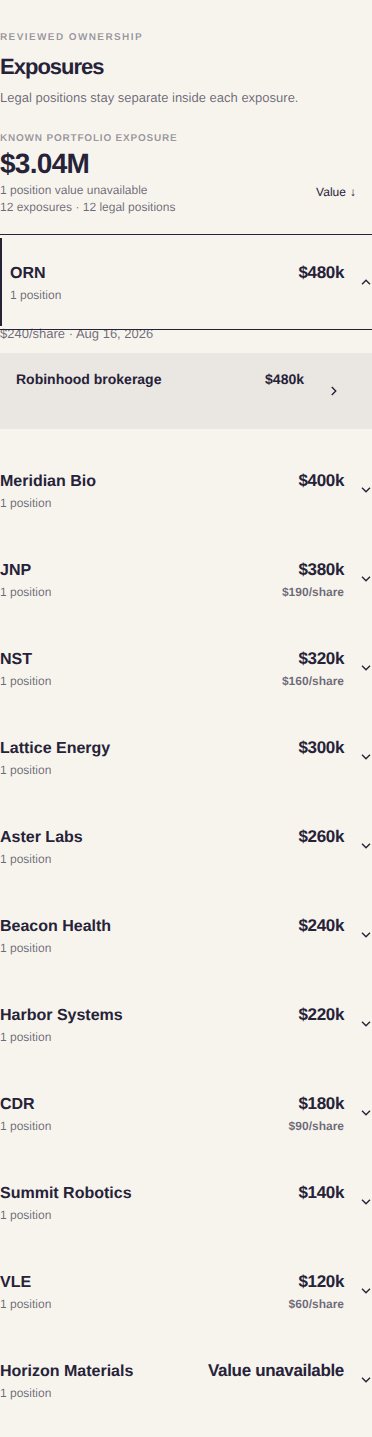 REVIEWED OWNERSHIP
Exposures
Legal positions stay separate inside each exposure.
KNOWN PORTFOLIO EXPOSURE
$3.04M
1 position value unavailable
Value ↓
12 exposures · 12 legal positions
ORN $480k
1 position
$240/share · Aug 16, 2026
Robinhood brokerage $480k
Meridian Bio $400k
1 position
JNP $380k
1 position $190/share
NST $320k
1 position $160/share
Lattice Energy $300k
1 position
Aster Labs $260k
1 position
Beacon Health $240k
1 position
Harbor Systems $220k
1 position
CDR $180k
1 position $90/share
Summit Robotics $140k
1 position
VLE $120k
1 position $60/share
Horizon Materials Value unavailable
1 position